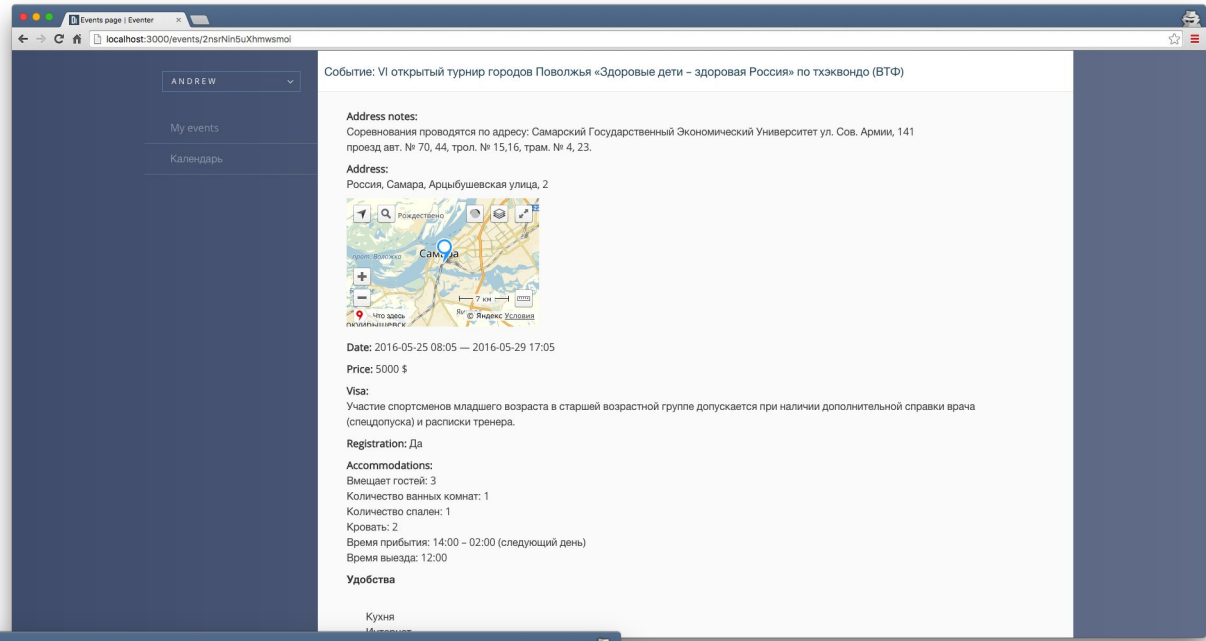 Events page | Eventer
localhost:3000/events/2nsrNin5uXhmwsmoi
ANDREW
My events
Календарь
Событие: VI открытый турнир городов Поволжья «Здоровые дети – здоровая Россия» по тхэквондо (ВТФ)
Address notes:
Соревнования проводятся по адресу: Самарский Государственный Экономический Университет ул. Сов. Армии, 141
проезд авт. № 70, 44, трол. № 15,16, трам. № 4, 23.
Address:
Россия, Самара, Арцыбушевская улица, 2
Рождествено
прот. Воложка
Самара
7 км
Что здесь
© Яндекс Условия
Date: 2016-05-25 08:05 — 2016-05-29 17:05
Price: 5000 $
Visa:
Участие спортсменов младшего возраста в старшей возрастной группе допускается при наличии дополнительной справки врача
(спецдопуска) и расписки тренера.
Registration: Да
Accommodations:
Вмещает гостей: 3
Количество ванных комнат: 1
Количество спален: 1
Кровать: 2
Время прибытия: 14:00 – 02:00 (следующий день)
Время выезда: 12:00
Удобства
Кухня
Интернет